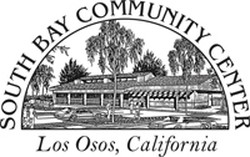 SOUTH BAY COMMUNITY CENTER
Los Osos, California